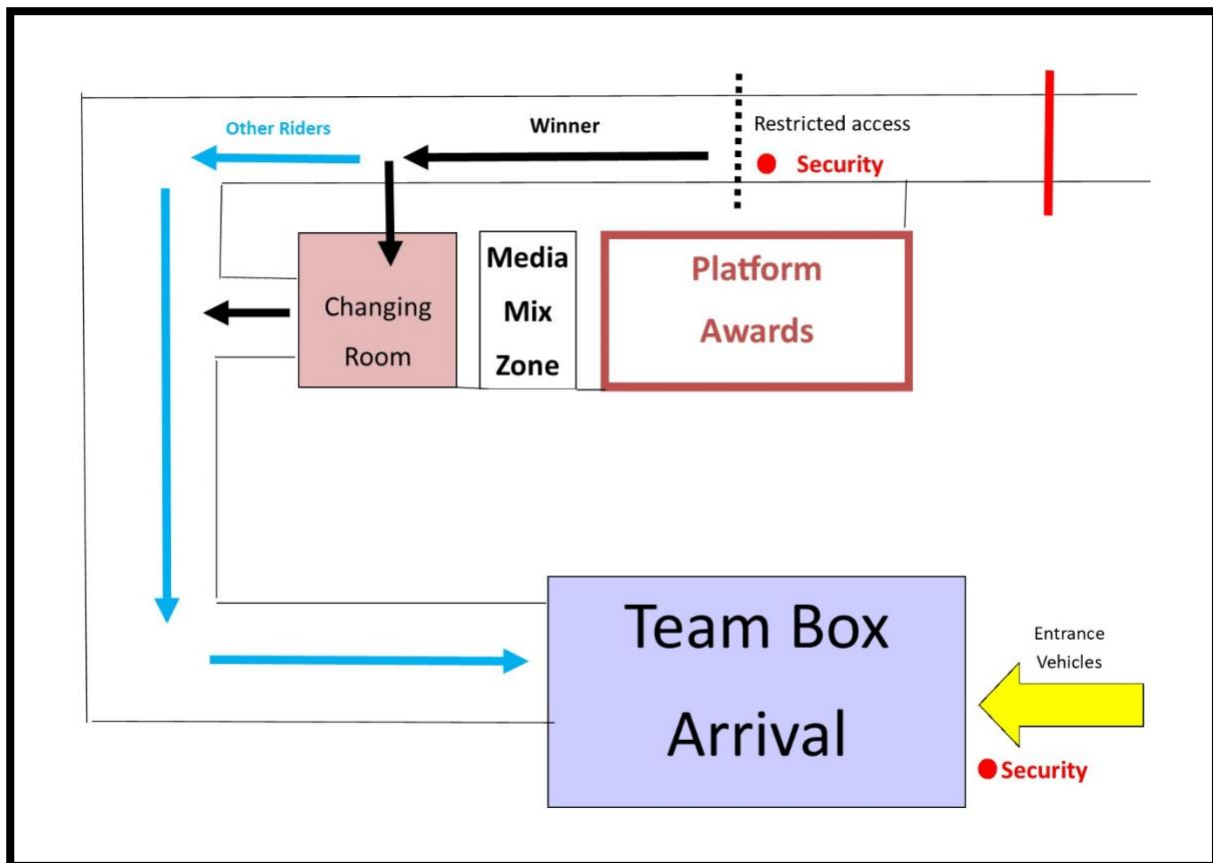 Other Riders
Winner
Restricted access
Security
Changing
Room
Media
Mix
Zone
Platform
Awards
Team Box
Arrival
Entrance
Vehicles
Security